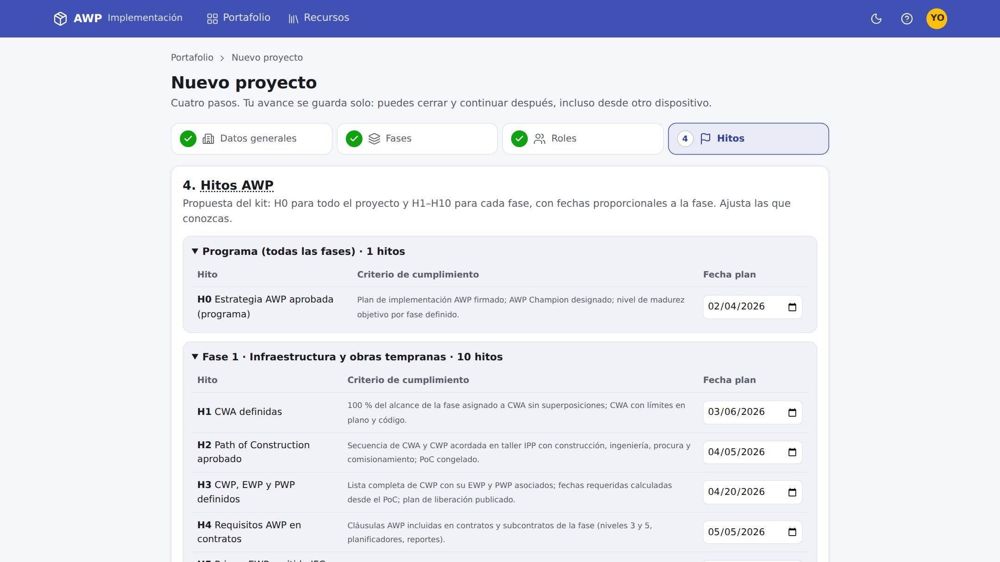 AWP Implementación Portafolio Recursos YO
Portafolio Nuevo proyecto
Nuevo proyecto
Cuatro pasos. Tu avance se guarda solo: puedes cerrar y continuar después, incluso desde otro dispositivo.
Datos generales Fases Roles 4 Hitos
4. Hitos AWP
Propuesta del kit: H0 para todo el proyecto y H1–H10 para cada fase, con fechas proporcionales a la fase. Ajusta las que
conozcas.
Programa (todas las fases) · 1 hitos
Hito Criterio de cumplimiento Fecha plan
H0 Estrategia AWP aprobada
(programa)
Plan de implementación AWP firmado; AWP Champion designado; nivel de madurez
objetivo por fase definido.
02/04/2026
Fase 1 · Infraestructura y obras tempranas · 10 hitos
Hito Criterio de cumplimiento Fecha plan
H1 CWA definidas
100 % del alcance de la fase asignado a CWA sin superposiciones; CWA con límites en
plano y código.
03/06/2026
H2 Path of Construction
aprobado
Secuencia de CWA y CWP acordada en taller IPP con construcción, ingeniería, procura y
comisionamiento; PoC congelado.
04/05/2026
H3 CWP, EWP y PWP
definidos
Lista completa de CWP con su EWP y PWP asociados; fechas requeridas calculadas
desde el PoC; plan de liberación publicado.
04/20/2026
H4 Requisitos AWP en
contratos
Cláusulas AWP incluidas en contratos y subcontratos de la fase (niveles 3 y 5,
planificadores, reportes).
05/05/2026